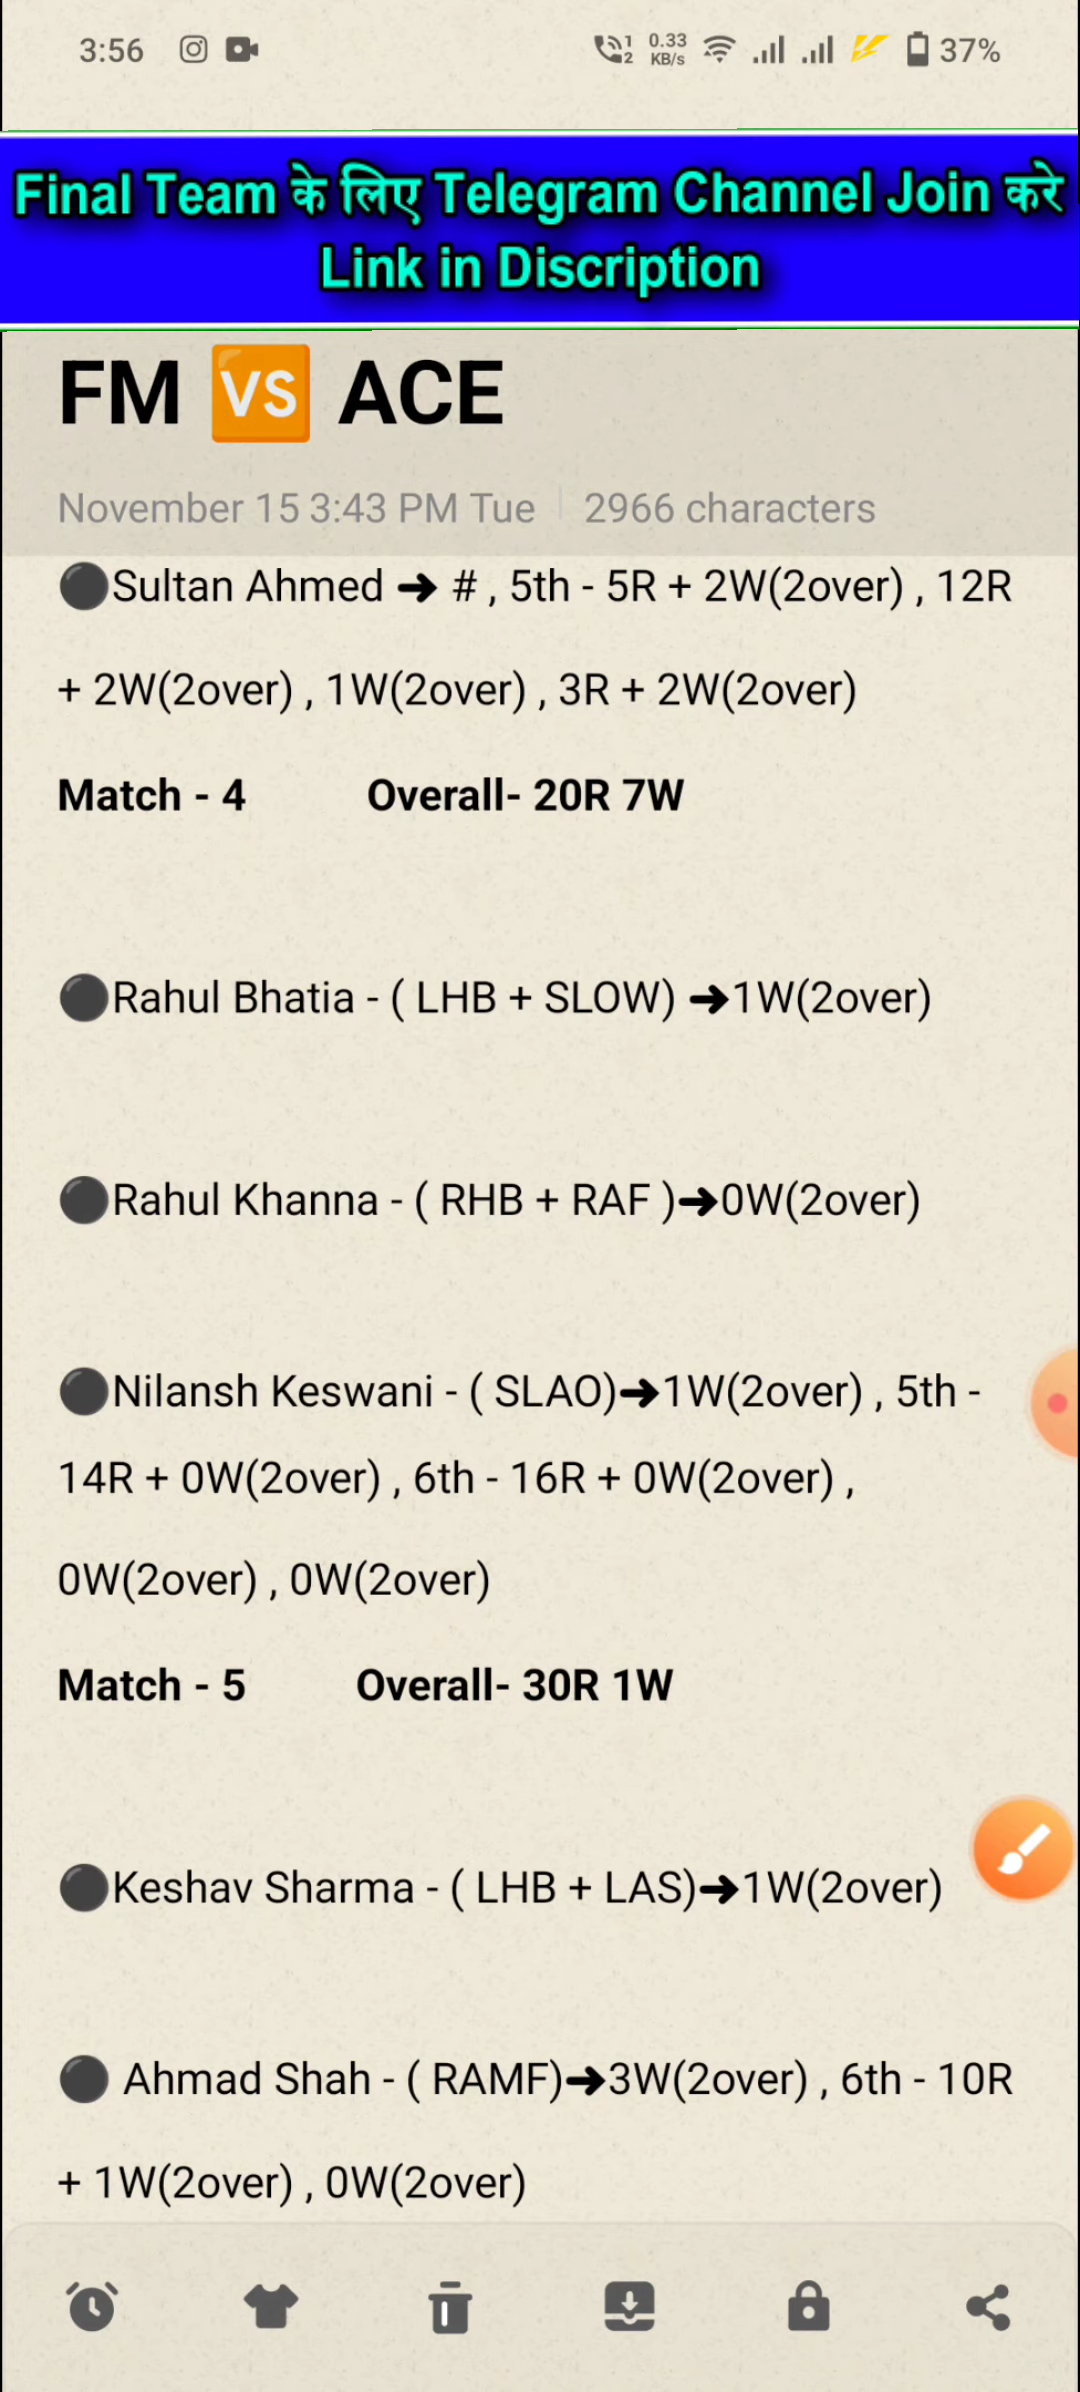 3:56 1 2 0.33 KB/s 37%
Final Team के लिए Telegram Channel Join करे
Link in Discription
FM VS ACE
November 15 3:43 PM Tue | 2966 characters
⚫Sultan Ahmed ➜ # , 5th - 5R + 2W(2over) , 12R
+ 2W(2over) , 1W(2over) , 3R + 2W(2over)
Match - 4 Overall- 20R 7W
⚫Rahul Bhatia - ( LHB + SLOW) ➜1W(2over)
⚫Rahul Khanna - ( RHB + RAF )➜0W(2over)
⚫Nilansh Keswani - ( SLAO)➜1W(2over) , 5th -
14R + 0W(2over) , 6th - 16R + 0W(2over) ,
0W(2over) , 0W(2over)
Match - 5 Overall- 30R 1W
⚫Keshav Sharma - ( LHB + LAS)➜1W(2over)
⚫ Ahmad Shah - ( RAMF)➜3W(2over) , 6th - 10R
+ 1W(2over) , 0W(2over)